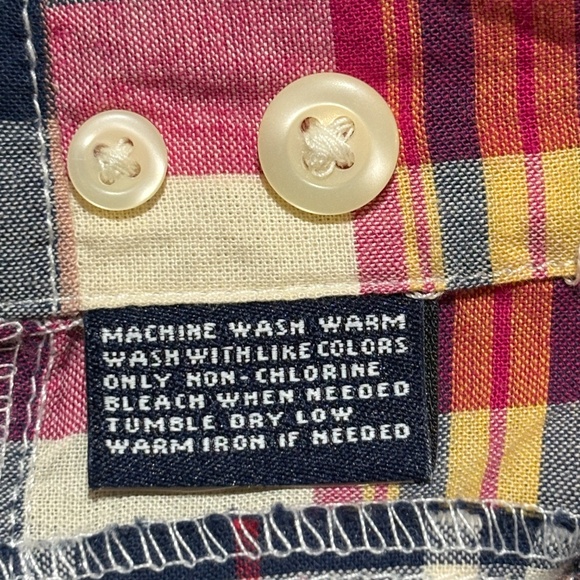 MACHINE WASH WARM
WASH WITH LIKE COLORS
ONLY NON-CHLORINE
BLEACH WHEN NEEDED
TUMBLE DRY LOW
WARM IRON IF NEEDED